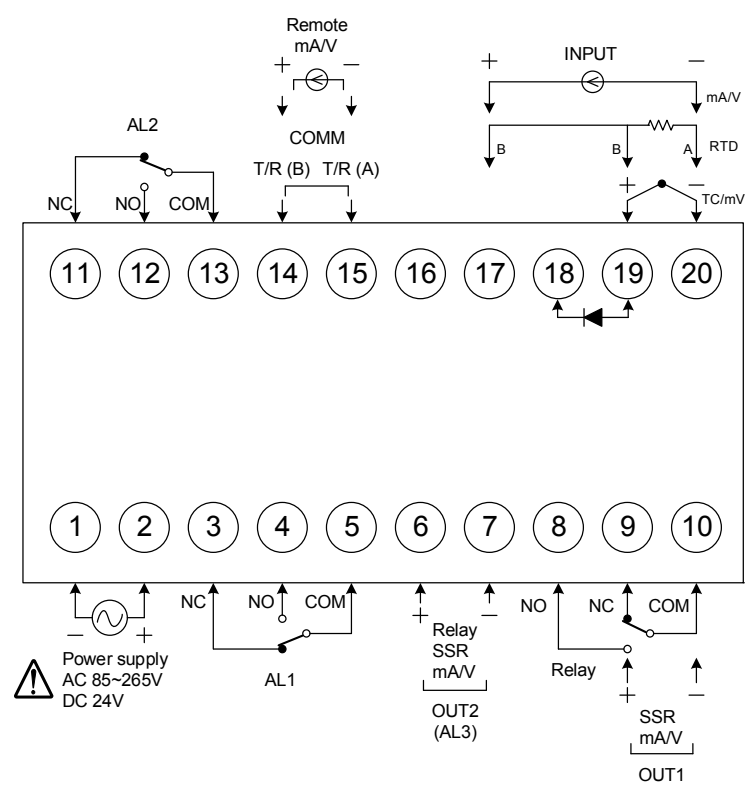 Remote
mA/V
+ −
INPUT
+ −
mA/V
AL2
COMM
B B A RTD
T/R (B) T/R (A)
+ − TC/mV
NC NO COM
11 12 13 14 15 16 17 18 19 20
1 2 3 4 5 6 7 8 9 10
NC NO COM
+ −
NO NC COM
− +
Power supply
AC 85~265V
DC 24V
AL1
Relay
SSR
mA/V
OUT2
(AL3)
Relay
+ −
SSR
mA/V
OUT1